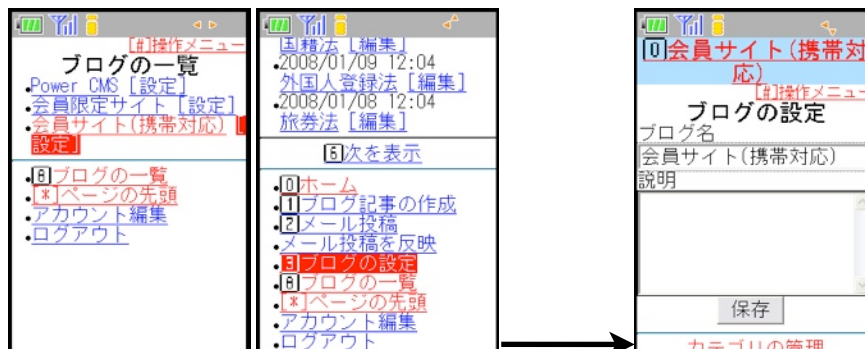 [#]操作メニュー
ブログの一覧
Power CMS [設定]
会員限定サイト [設定]
会員サイト(携帯対応) [
設定]
8ブログの一覧
[*]ページの先頭
アカウント編集
ログアウト
国籍法 [編集]
2008/01/09 12:04
外国人登録法 [編集]
2008/01/08 12:04
旅券法 [編集]
6次を表示
0ホーム
1ブログ記事の作成
2メール投稿
メール投稿を反映
3ブログの設定
8ブログの一覧
[*]ページの先頭
アカウント編集
ログアウト
0会員サイト(携帯対
応)
[#]操作メニュー
ブログの設定
ブログ名
会員サイト(携帯対応)
説明
保存
カテゴリの管理